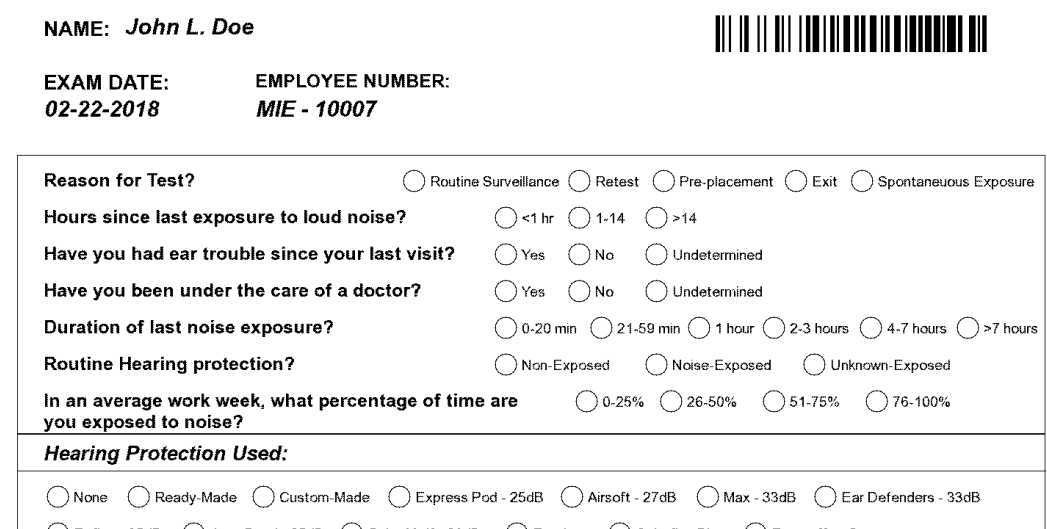 NAME: John L. Doe
EXAM DATE: EMPLOYEE NUMBER:
02-22-2018 MIE - 10007
Reason for Test? Routine Surveillance Retest Pre-placement Exit Spontaneuous Exposure
Hours since last exposure to loud noise? <1 hr 1-14 >14
Have you had ear trouble since your last visit? Yes No Undetermined
Have you been under the care of a doctor? Yes No Undetermined
Duration of last noise exposure? 0-20 min 21-59 min 1 hour 2-3 hours 4-7 hours >7 hours
Routine Hearing protection? Non-Exposed Noise-Exposed Unknown-Exposed
In an average work week, what percentage of time are 0-25% 26-50% 51-75% 76-100%
you exposed to noise?
Hearing Protection Used:
None Ready-Made Custom-Made Express Pod - 25dB Airsoft - 27dB Max - 33dB Ear Defenders - 33dB